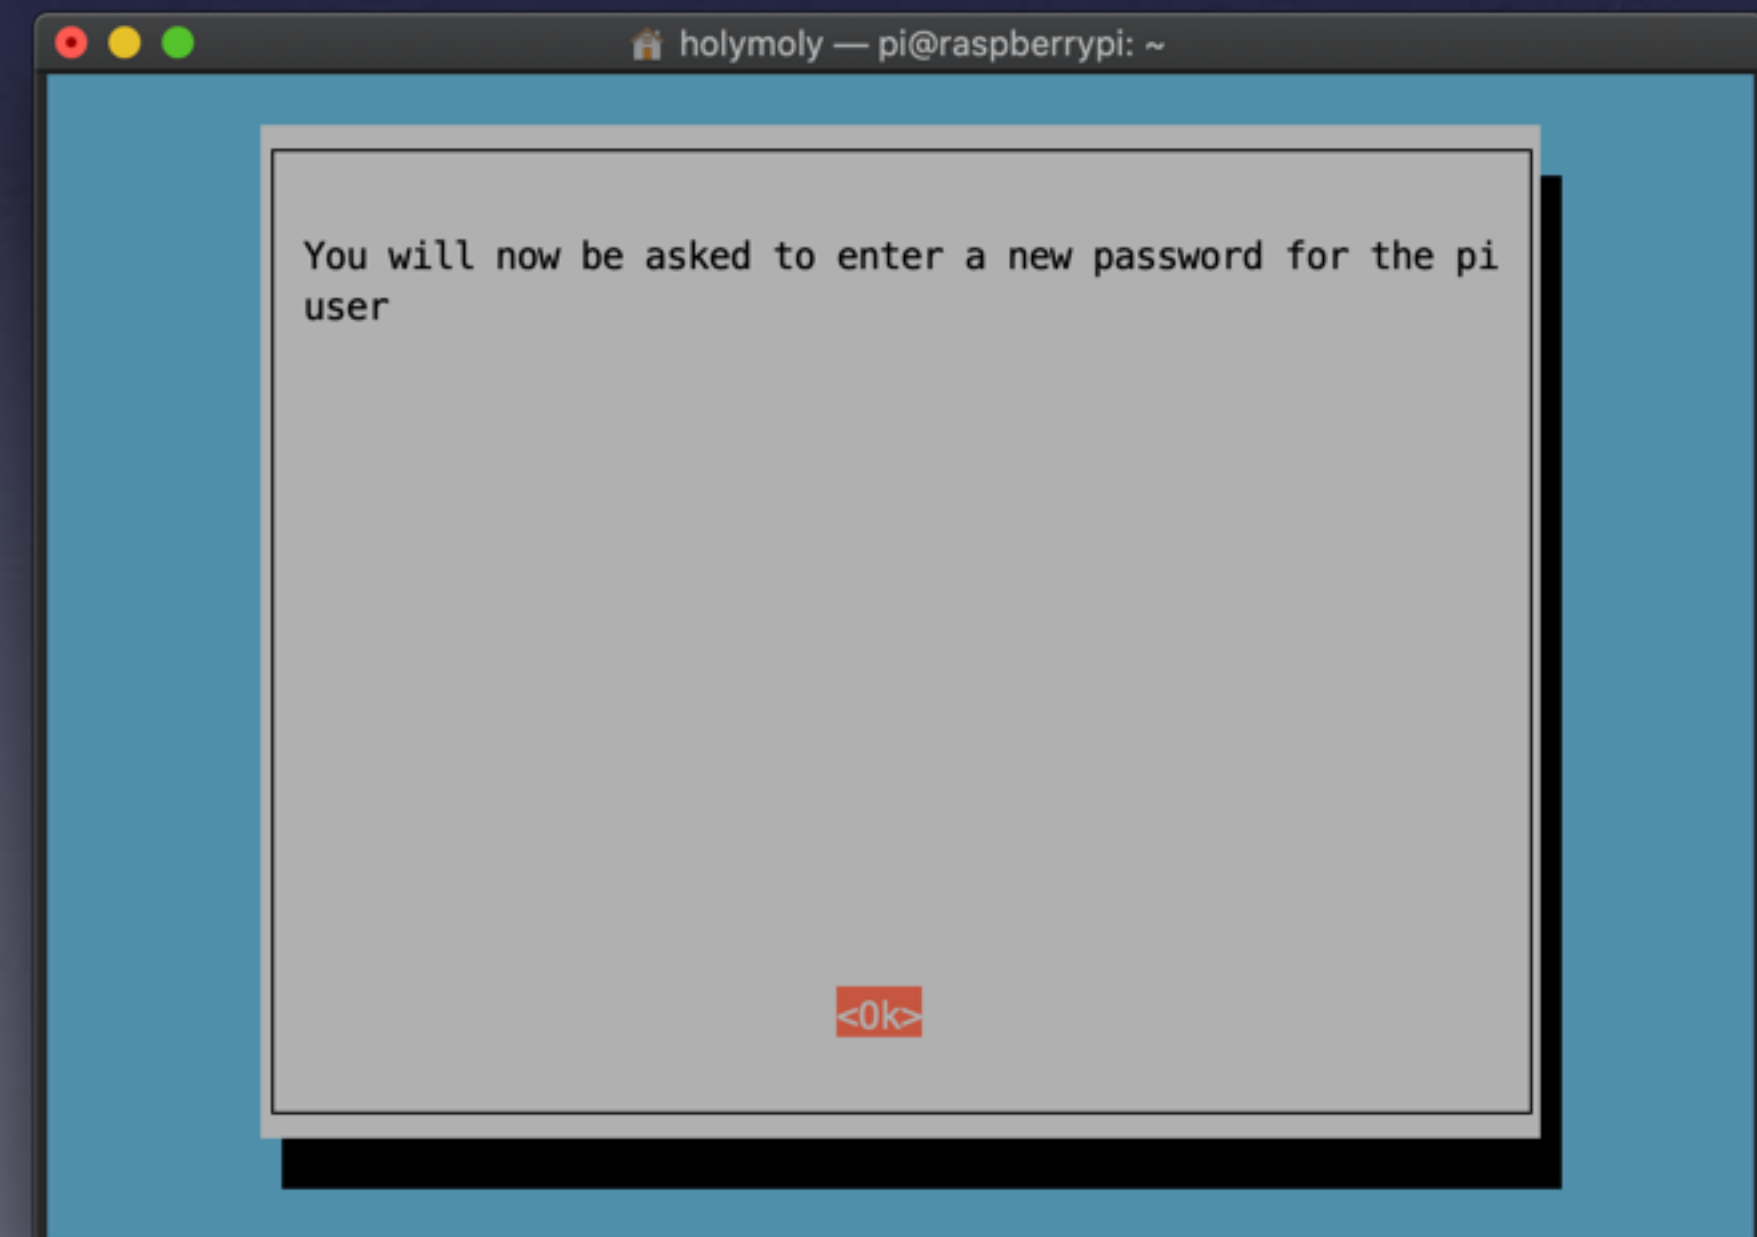 holymoly — pi@raspberrypi: ~
You will now be asked to enter a new password for the pi
user
<Ok>